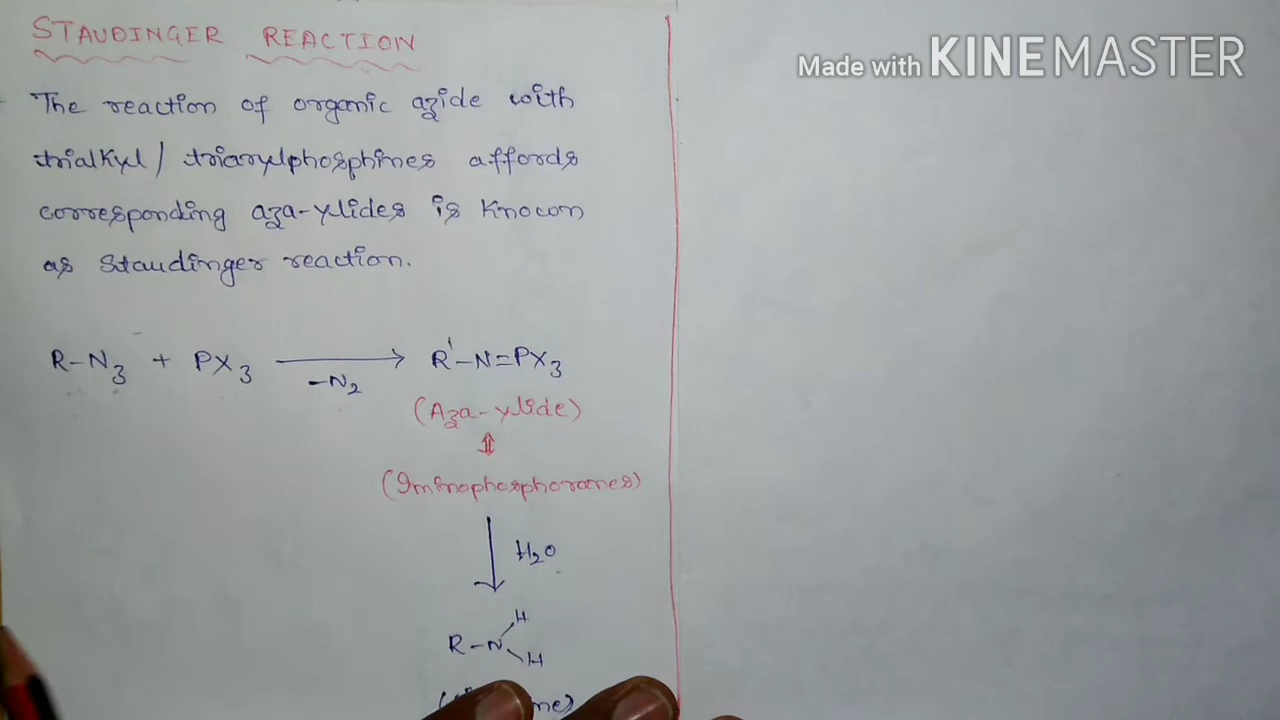 STAUDINGER REACTION
Made with KINEMASTER
The reaction of organic azide with
trialkyl / triarylphosphines affords
corresponding aza-ylides is known
as Staudinger reaction.
R-N3 + PX3 → R'-N=PX3
-N2
(Aza-ylide)
⇕
(Iminophosphoranes)
↓ H2O
H
R-N
H